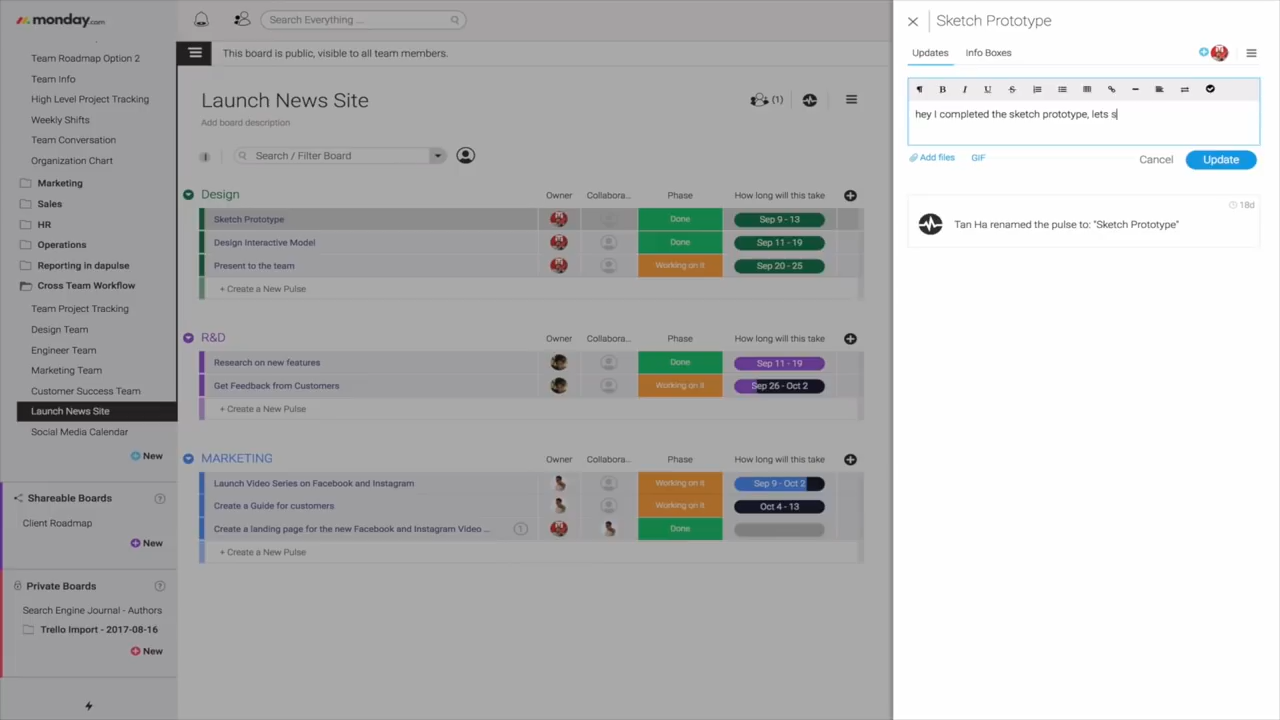 monday.com
Team Roadmap Option 2
Team Info
High Level Project Tracking
Weekly Shifts
Team Conversation
Organization Chart
Marketing
Sales
HR
Operations
Reporting in dapulse
Cross Team Workflow
Team Project Tracking
Design Team
Engineer Team
Marketing Team
Customer Success Team
Launch News Site
Social Media Calendar
New
Shareable Boards ?
Client Roadmap
New
Private Boards ?
Search Engine Journal - Authors
Trello Import - 2017-08-16
New
Search Everything ...
This board is public, visible to all team members.
Launch News Site
(1)
Add board description
Search / Filter Board
Design Owner Collabora... Phase How long will this take
Sketch Prototype Done Sep 9 - 13
Design Interactive Model Done Sep 11 - 19
Present to the team Working on it Sep 20 - 25
+ Create a New Pulse
R&D Owner Collabora... Phase How long will this take
Research on new features Done Sep 11 - 19
Get Feedback from Customers Working on it Sep 26 - Oct 2
+ Create a New Pulse
MARKETING Owner Collabora... Phase How long will this take
Launch Video Series on Facebook and Instagram Working on it Sep 9 - Oct 2
Create a Guide for customers Working on it Oct 4 - 13
Create a landing page for the new Facebook and Instagram Video ... 1 Done
+ Create a New Pulse
Sketch Prototype
Updates Info Boxes
¶ B I U S
hey I completed the sketch prototype, lets s
Add files GIF Cancel Update
18d
Tan Ha renamed the pulse to: "Sketch Prototype"